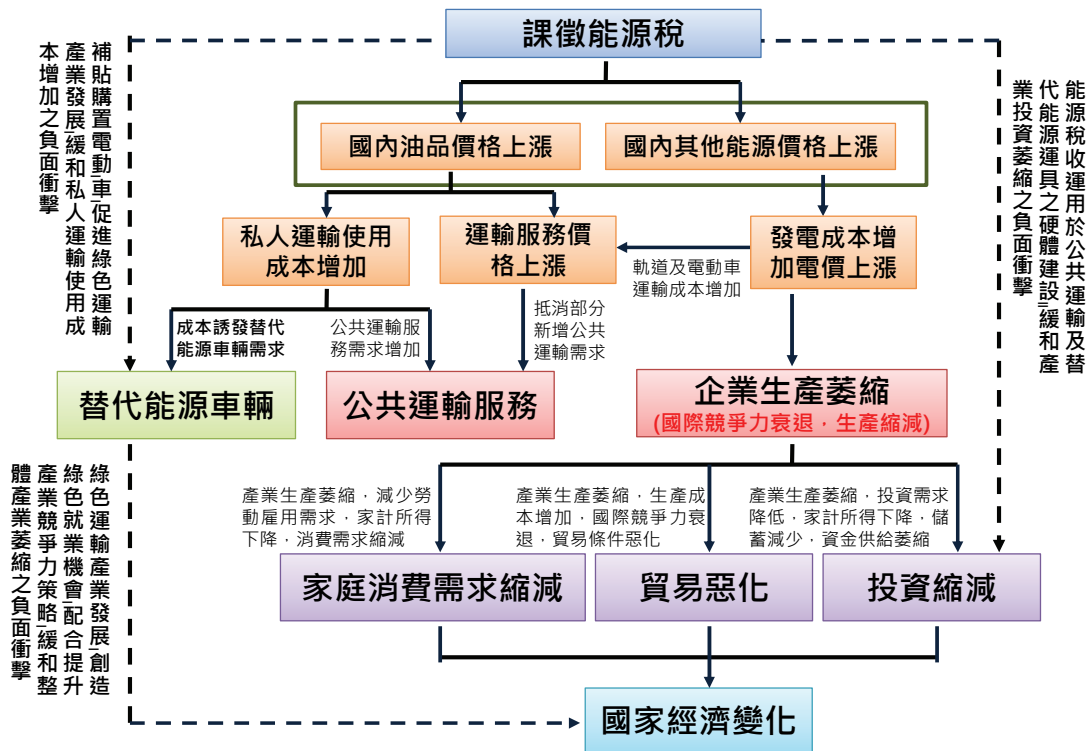 課徵能源稅
補貼購置電動車,促進綠色運輸
產業發展,緩和私人運輸使用成
本增加之負面衝擊
能源稅收運用於公共運輸及替
代能源運具之硬體建設,緩和產
業投資萎縮之負面衝擊
國內油品價格上漲
國內其他能源價格上漲
私人運輸使用
成本增加
運輸服務價
格上漲
發電成本增
加電價上漲
軌道及電動車
運輸成本增加
成本誘發替代
能源車輛需求
公共運輸服
務需求增加
抵消部分
新增公共
運輸需求
替代能源車輛
公共運輸服務
企業生產萎縮
(國際競爭力衰退．生產縮減)
綠色運輸產業發展,創造
綠色就業機會,配合提升
產業競爭力策略,緩和整
體產業萎縮之負面衝擊
產業生產萎縮．減少勞
動雇用需求．家計所得
下降．消費需求縮減
產業生產萎縮．生產成
本增加．國際競爭力衰
退．貿易條件惡化
產業生產萎縮．投資需求
降低．家計所得下降．儲
蓄減少．資金供給萎縮
家庭消費需求縮減
貿易惡化
投資縮減
國家經濟變化